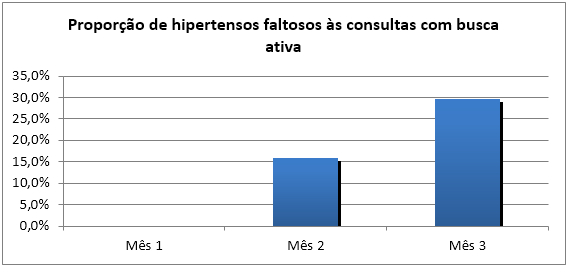 Proporção de hipertensos faltosos às consultas com busca
ativa
35,0%
30,0%
25,0%
20,0%
15,0%
10,0%
5,0%
0,0%
Mês 1 Mês 2 Mês 3